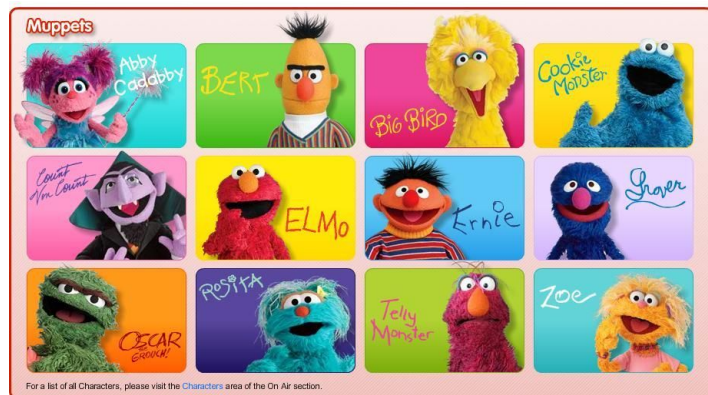 Muppets
Abby
Cadabby
BERT
BIG BIRD
Cookie
Monster
Count
Von Count
ELMO
Ernie
Grover
OSCAR
THE
GROUCH!
ROSITA
Telly
Monster
ZOE
For a list of all Characters, please visit the Characters area of the On Air section.